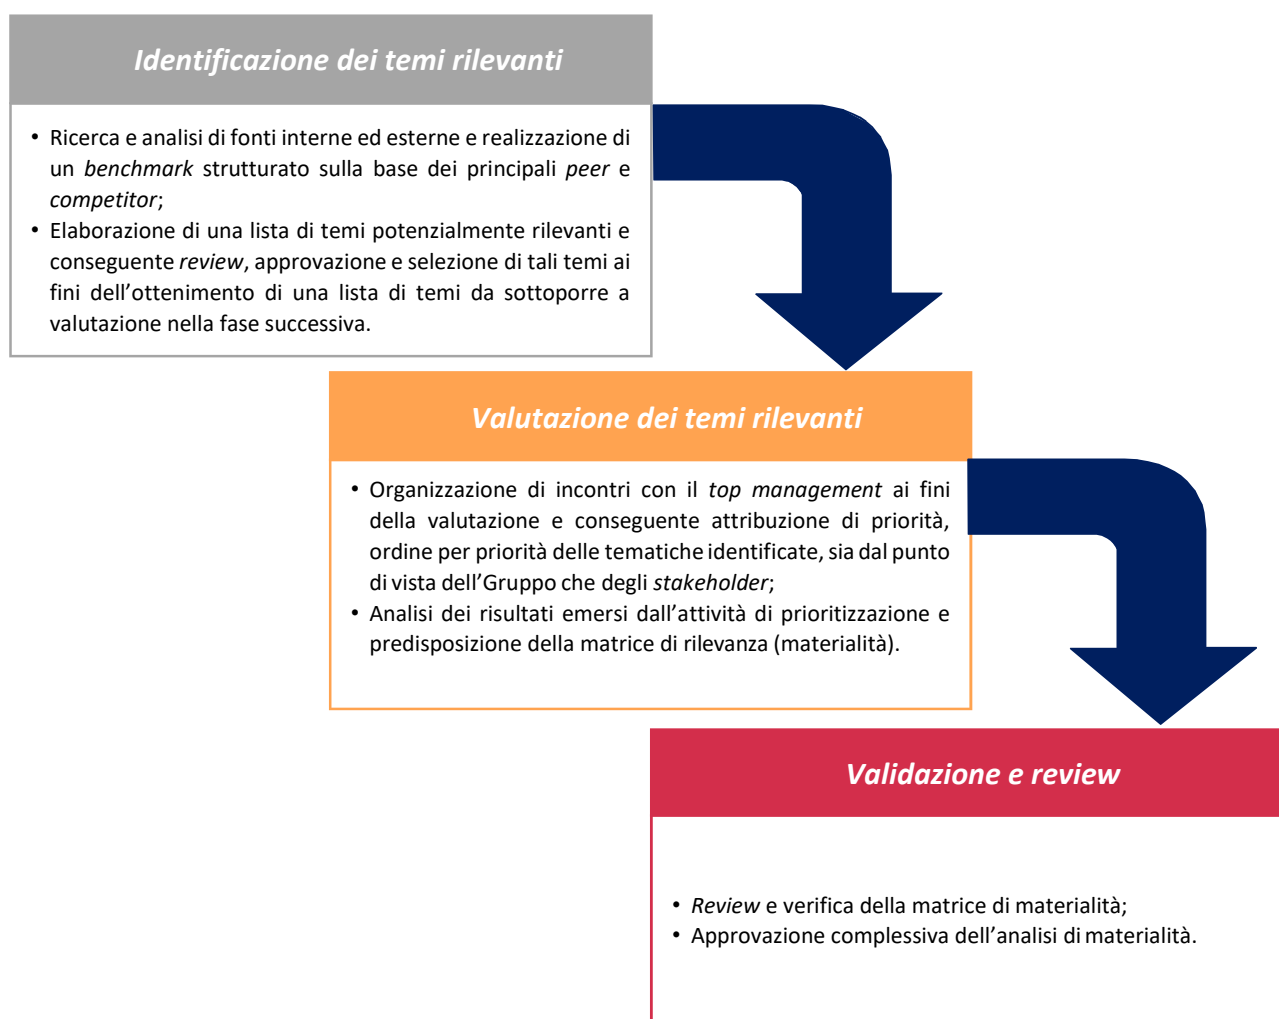 Identificazione dei temi rilevanti
• Ricerca e analisi di fonti interne ed esterne e realizzazione di
un benchmark strutturato sulla base dei principali peer e
competitor;
• Elaborazione di una lista di temi potenzialmente rilevanti e
conseguente review, approvazione e selezione di tali temi ai
fini dell’ottenimento di una lista di temi da sottoporre a
valutazione nella fase successiva.
Valutazione dei temi rilevanti
• Organizzazione di incontri con il top management ai fini
della valutazione e conseguente attribuzione di priorità,
ordine per priorità delle tematiche identificate, sia dal punto
di vista dell’Gruppo che degli stakeholder;
• Analisi dei risultati emersi dall’attività di prioritizzazione e
predisposizione della matrice di rilevanza (materialità).
Validazione e review
• Review e verifica della matrice di materialità;
• Approvazione complessiva dell’analisi di materialità.